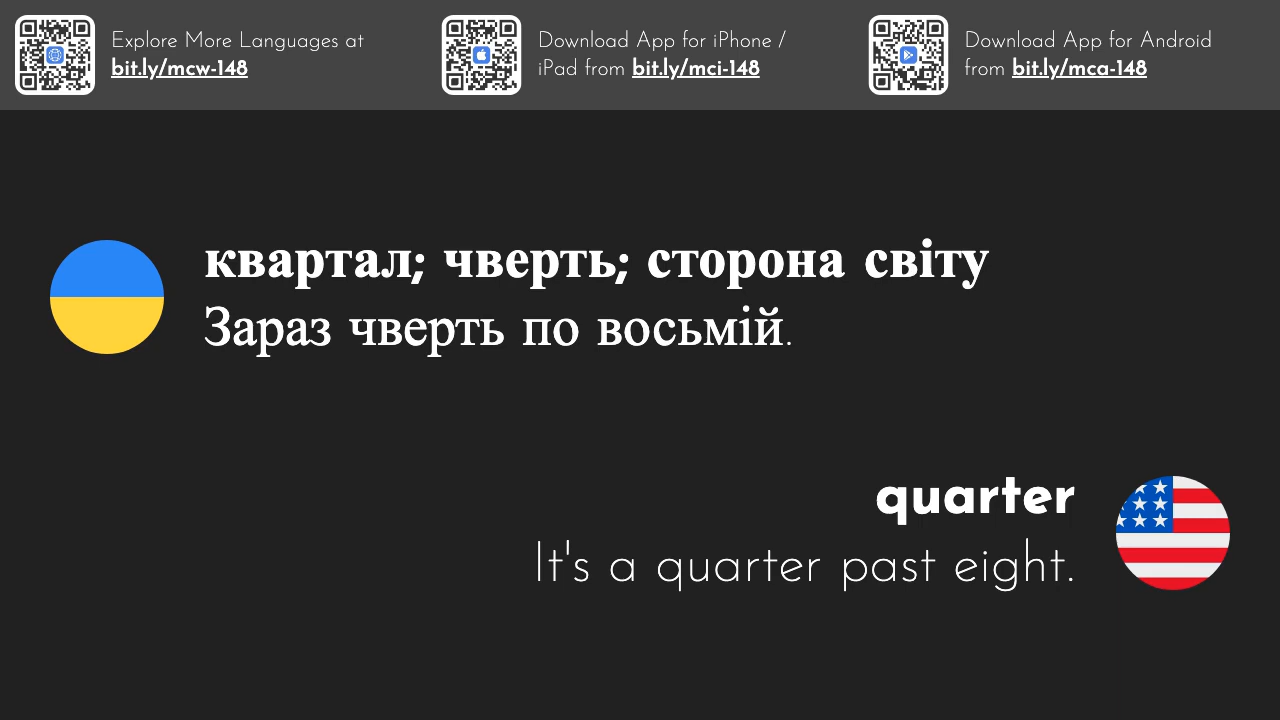 Explore More Languages at
bit.ly/mcw-148
Download App for iPhone /
iPad from bit.ly/mci-148
Download App for Android
from bit.ly/mca-148
квартал; чверть; сторона світу
Зараз чверть по восьмій.
quarter
It's a quarter past eight.